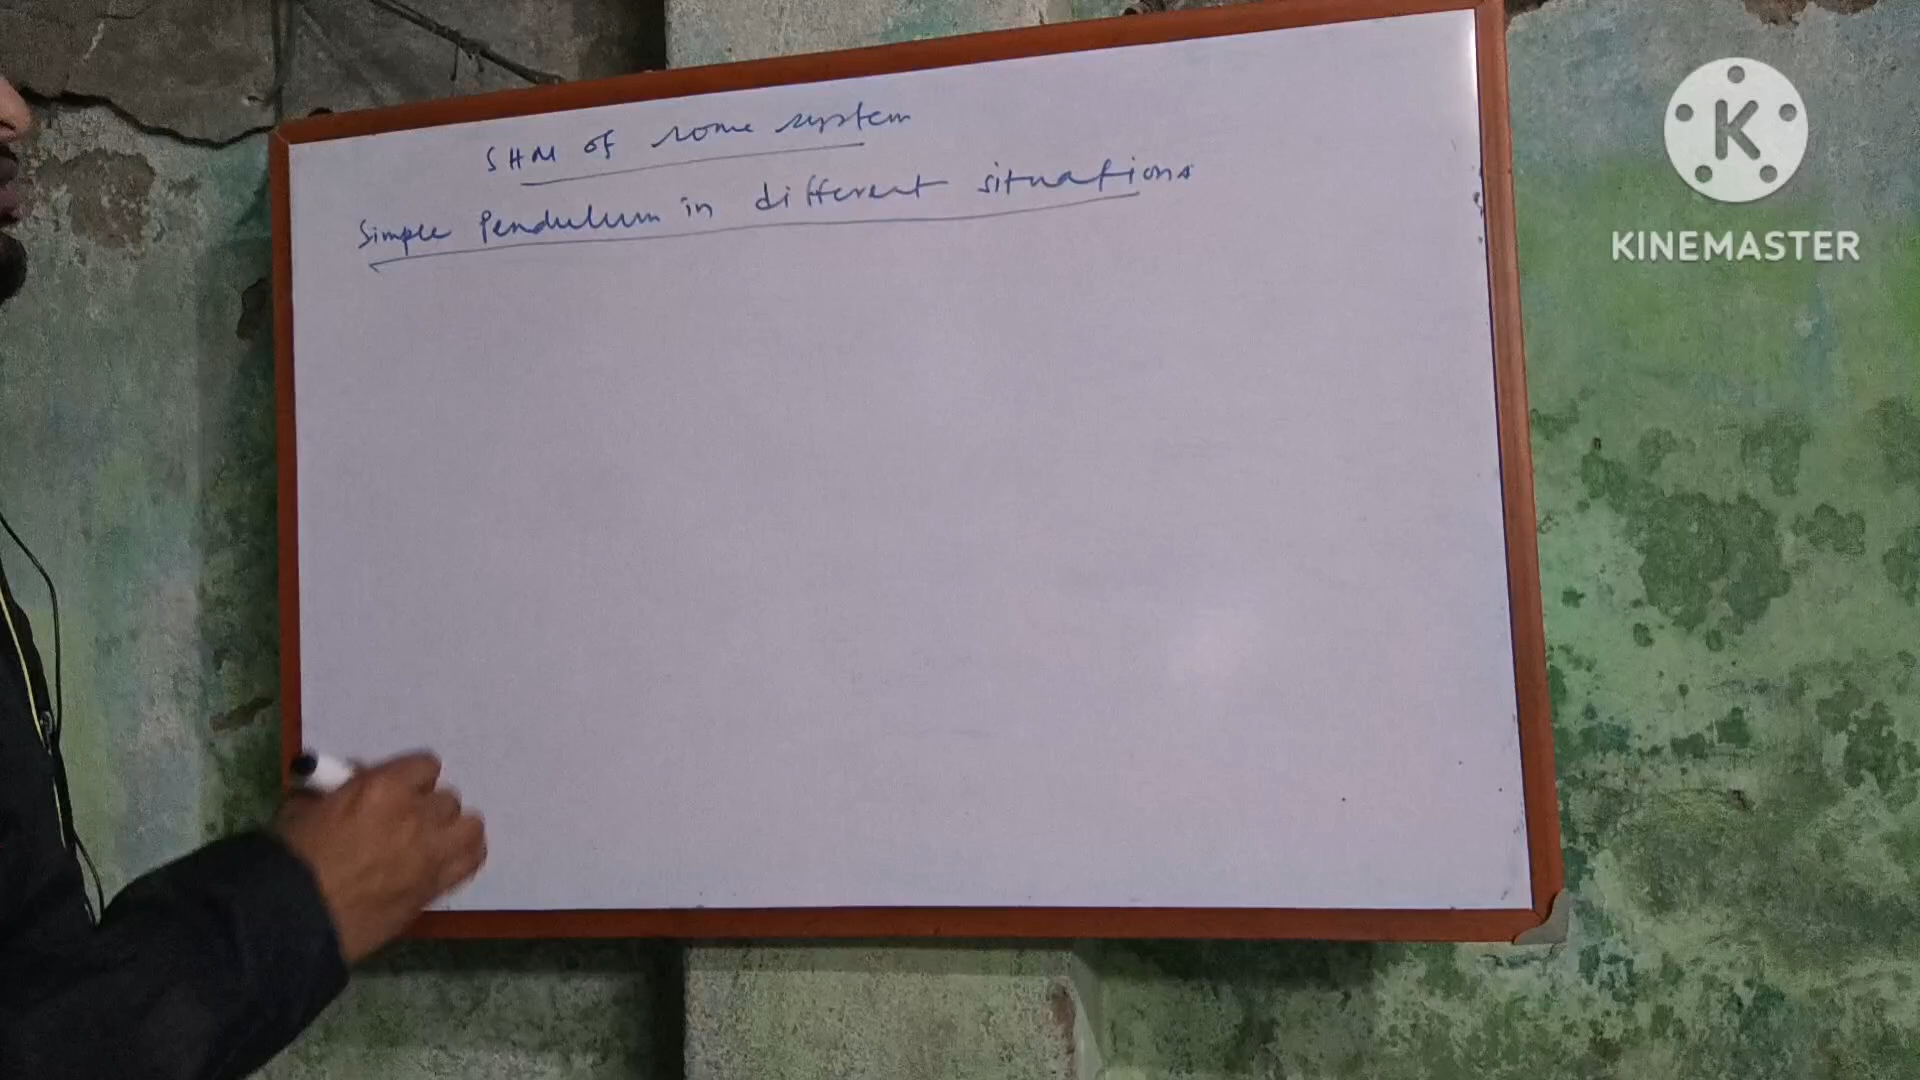 SHM of some system
Simple Pendulum in different situations
K
KINEMASTER